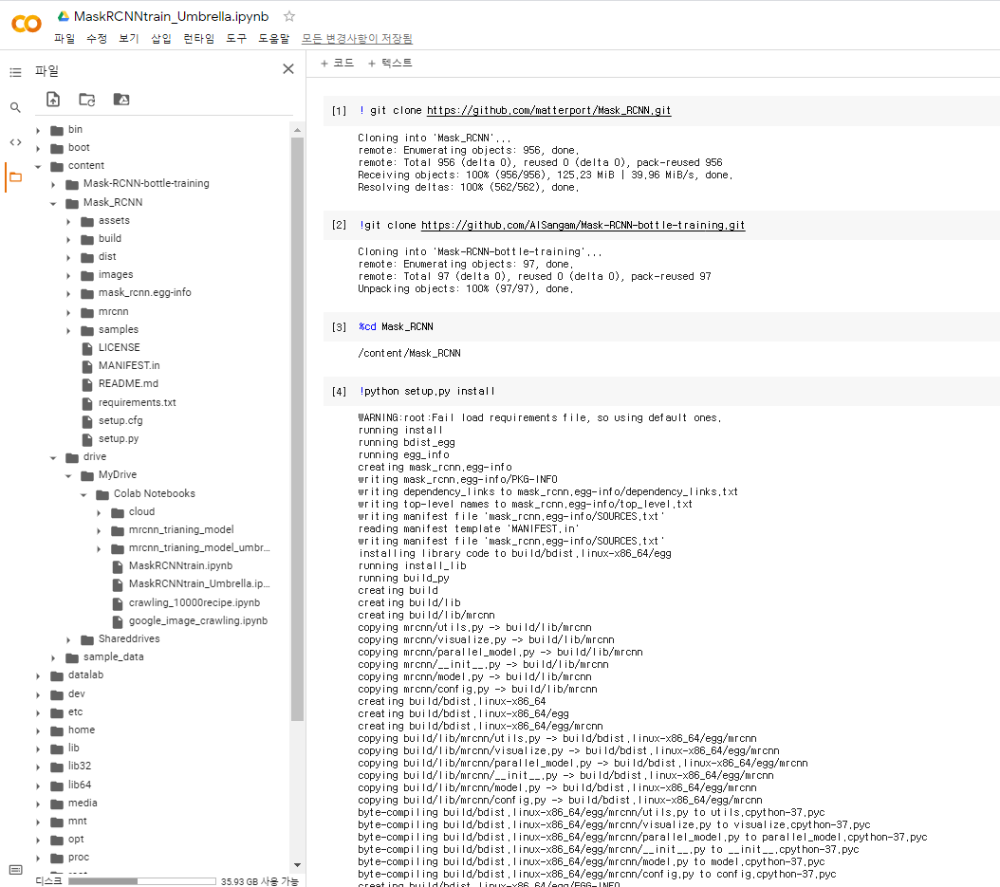 MaskRCNNtrain_Umbrella.ipynb
파일 수정 보기 삽입 런타임 도구 도움말 모든 변경사항이 저장됨
파일
+ 코드 + 텍스트
bin
boot
content
Mask-RCNN-bottle-training
Mask_RCNN
assets
build
dist
images
mask_rcnn.egg-info
mrcnn
samples
LICENSE
MANIFEST.in
README.md
requirements.txt
setup.cfg
setup.py
drive
MyDrive
Colab Notebooks
cloud
mrcnn_trianing_model
mrcnn_trianing_model_umbr...
MaskRCNNtrain.ipynb
MaskRCNNtrain_Umbrella.ip...
crawling_10000recipe.ipynb
google_image_crawling.ipynb
Shareddrives
sample_data
datalab
dev
etc
home
lib
lib32
lib64
media
mnt
opt
proc
디스크 35.93 GB 사용 가능
[1] ! git clone https://github.com/matterport/Mask_RCNN.git
Cloning into 'Mask_RCNN'...
remote: Enumerating objects: 956, done.
remote: Total 956 (delta 0), reused 0 (delta 0), pack-reused 956
Receiving objects: 100% (956/956), 125.23 MiB | 39.96 MiB/s, done.
Resolving deltas: 100% (562/562), done.
[2] !git clone https://github.com/AISangam/Mask-RCNN-bottle-training.git
Cloning into 'Mask-RCNN-bottle-training'...
remote: Enumerating objects: 97, done.
remote: Total 97 (delta 0), reused 0 (delta 0), pack-reused 97
Unpacking objects: 100% (97/97), done.
[3] %cd Mask_RCNN
/content/Mask_RCNN
[4] !python setup.py install
WARNING:root:Fail load requirements file, so using default ones.
running install
running bdist_egg
running egg_info
creating mask_rcnn.egg-info
writing mask_rcnn.egg-info/PKG-INFO
writing dependency_links to mask_rcnn.egg-info/dependency_links.txt
writing top-level names to mask_rcnn.egg-info/top_level.txt
writing manifest file 'mask_rcnn.egg-info/SOURCES.txt'
reading manifest template 'MANIFEST.in'
writing manifest file 'mask_rcnn.egg-info/SOURCES.txt'
installing library code to build/bdist.linux-x86_64/egg
running install_lib
running build_py
creating build
creating build/lib
creating build/lib/mrcnn
copying mrcnn/utils.py -> build/lib/mrcnn
copying mrcnn/visualize.py -> build/lib/mrcnn
copying mrcnn/parallel_model.py -> build/lib/mrcnn
copying mrcnn/__init__.py -> build/lib/mrcnn
copying mrcnn/model.py -> build/lib/mrcnn
copying mrcnn/config.py -> build/lib/mrcnn
creating build/bdist.linux-x86_64
creating build/bdist.linux-x86_64/egg
creating build/bdist.linux-x86_64/egg/mrcnn
copying build/lib/mrcnn/utils.py -> build/bdist.linux-x86_64/egg/mrcnn
copying build/lib/mrcnn/visualize.py -> build/bdist.linux-x86_64/egg/mrcnn
copying build/lib/mrcnn/parallel_model.py -> build/bdist.linux-x86_64/egg/mrcnn
copying build/lib/mrcnn/__init__.py -> build/bdist.linux-x86_64/egg/mrcnn
copying build/lib/mrcnn/model.py -> build/bdist.linux-x86_64/egg/mrcnn
copying build/lib/mrcnn/config.py -> build/bdist.linux-x86_64/egg/mrcnn
byte-compiling build/bdist.linux-x86_64/egg/mrcnn/utils.py to utils.cpython-37.pyc
byte-compiling build/bdist.linux-x86_64/egg/mrcnn/visualize.py to visualize.cpython-37.pyc
byte-compiling build/bdist.linux-x86_64/egg/mrcnn/parallel_model.py to parallel_model.cpython-37.pyc
byte-compiling build/bdist.linux-x86_64/egg/mrcnn/__init__.py to __init__.cpython-37.pyc
byte-compiling build/bdist.linux-x86_64/egg/mrcnn/model.py to model.cpython-37.pyc
byte-compiling build/bdist.linux-x86_64/egg/mrcnn/config.py to config.cpython-37.pyc
creating build/bdist.linux-x86_64/egg/EGG-INFO